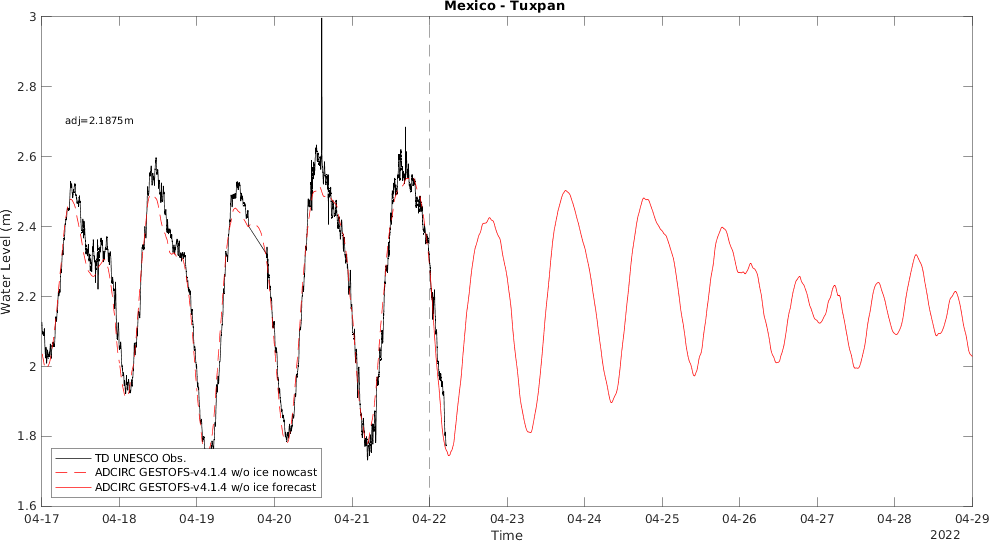 Mexico - Tuxpan
3
2.8
2.6
2.4
2.2
2
1.8
1.6
Water Level (m)
adj=2.1875m
TD UNESCO Obs.
ADCIRC GESTOFS-v4.1.4 w/o ice nowcast
ADCIRC GESTOFS-v4.1.4 w/o ice forecast
04-17 04-18 04-19 04-20 04-21 04-22 04-23 04-24 04-25 04-26 04-27 04-28 04-29
Time
2022